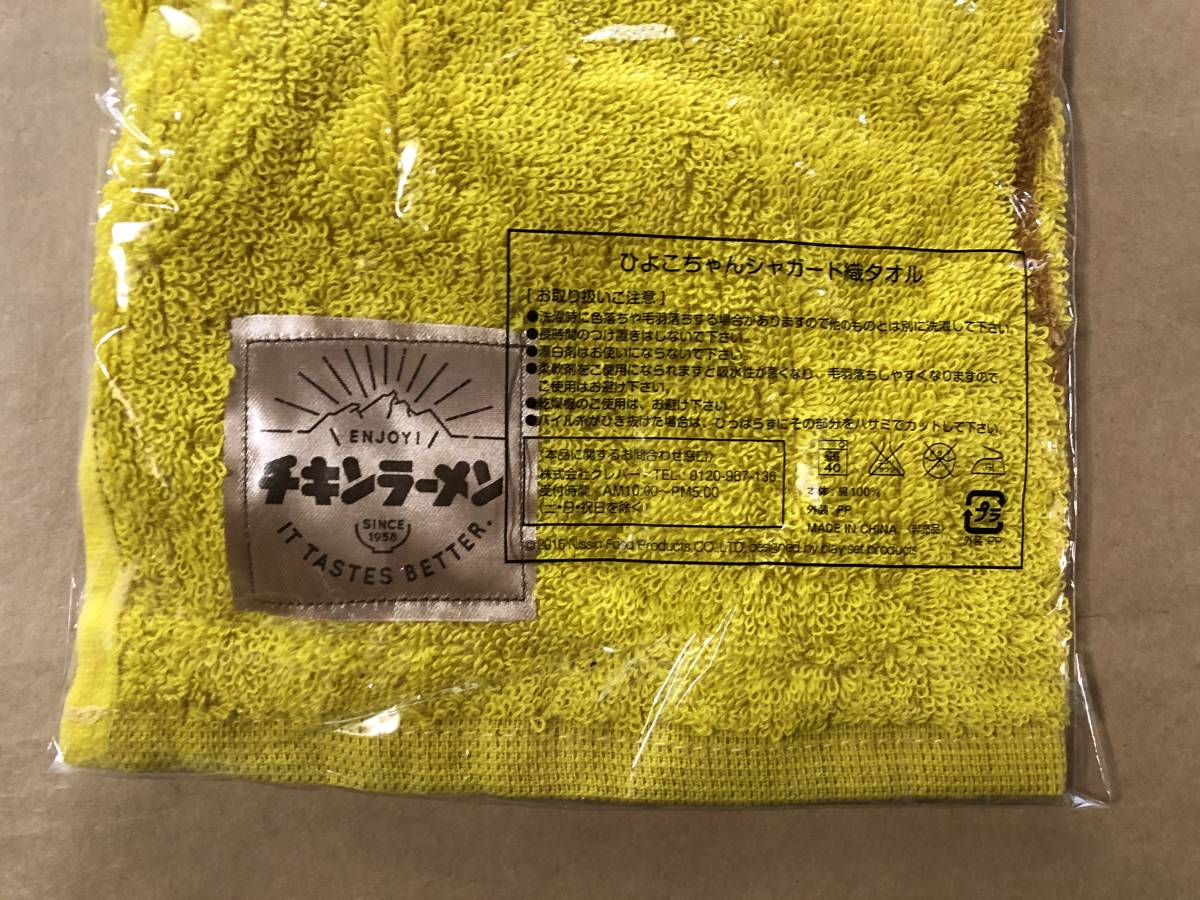 ひよこちゃんジャガード織タオル
[お取り扱いご注意]
●洗濯時に色落ちや毛羽落ちする場合がありますので他のものとは別に洗濯して下さい。
●長時間のつけ置きはしないで下さい。
●漂白剤はお使いにならないで下さい。
●柔軟剤をご使用になられますと吸水性が悪くなり、毛羽落ちしやすくなりますので、
ご使用はお避け下さい。
●乾燥機のご使用は、お避け下さい。
●パイル糸がひき抜けた場合は、ひっぱらずにその部分をハサミでカットして下さい。
〈本品に関するお問合わせ窓口〉
株式会社クレバー TEL:0120-967-136
受付時間 AM10:00～PM5:00
(土・日・祝日を除く)
弱
40
本体:綿100%
外装:PP
MADE IN CHINA 〈非売品〉
プラ
外装:PP
©2016 Nissin Food Products CO.,LTD. designed by play set products
ENJOY!
チキンラーメン
SINCE
1958
IT TASTES BETTER.